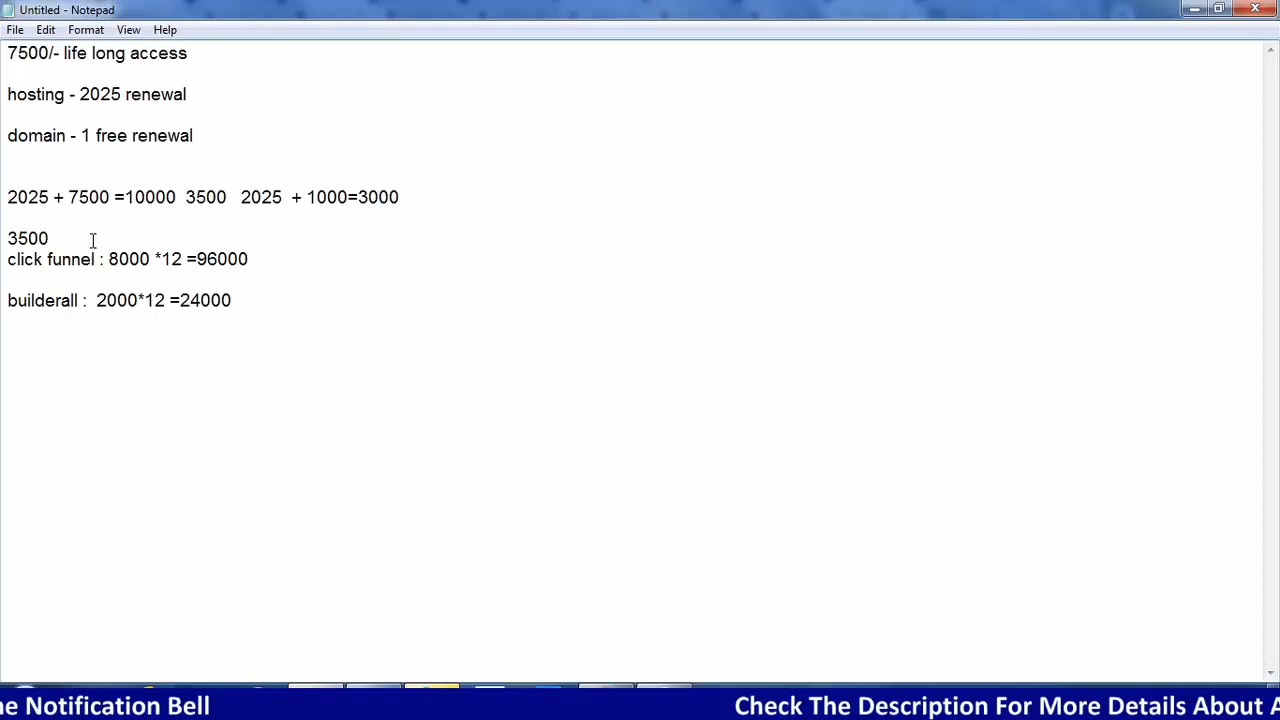 Untitled - Notepad
File Edit Format View Help
7500/- life long access
hosting - 2025 renewal
domain - 1 free renewal
2025 + 7500 =10000 3500 2025 + 1000=3000
3500
click funnel : 8000 *12 =96000
builderall : 2000*12 =24000
e Notification Bell Check The Description For More Details About